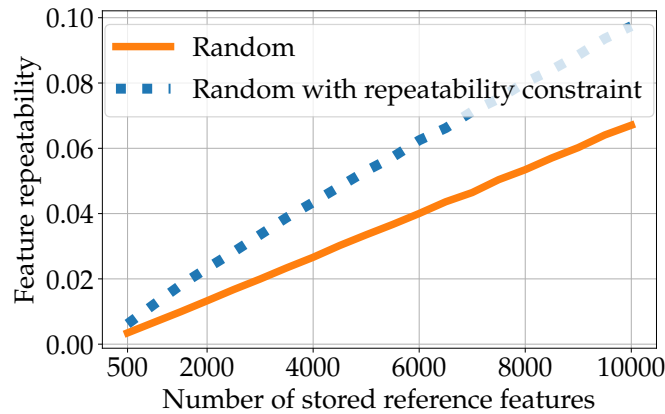 0.10
0.08
0.06
0.04
0.02
0.00
Feature repeatability
Random
Random with repeatability constraint
500 2000 4000 6000 8000 10000
Number of stored reference features